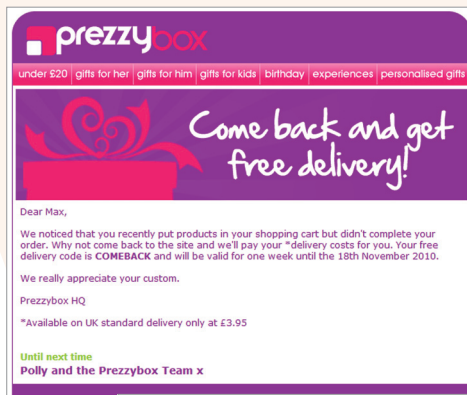 prezzybox
under £20 gifts for her gifts for him gifts for kids birthday experiences personalised gifts
Come back and get
free delivery!
Dear Max,
We noticed that you recently put products in your shopping cart but didn't complete your
order. Why not come back to the site and we'll pay your *delivery costs for you. Your free
delivery code is COMEBACK and will be valid for one week until the 18th November 2010.
We really appreciate your custom.
Prezzybox HQ
*Available on UK standard delivery only at £3.95
Until next time
Polly and the Prezzybox Team x